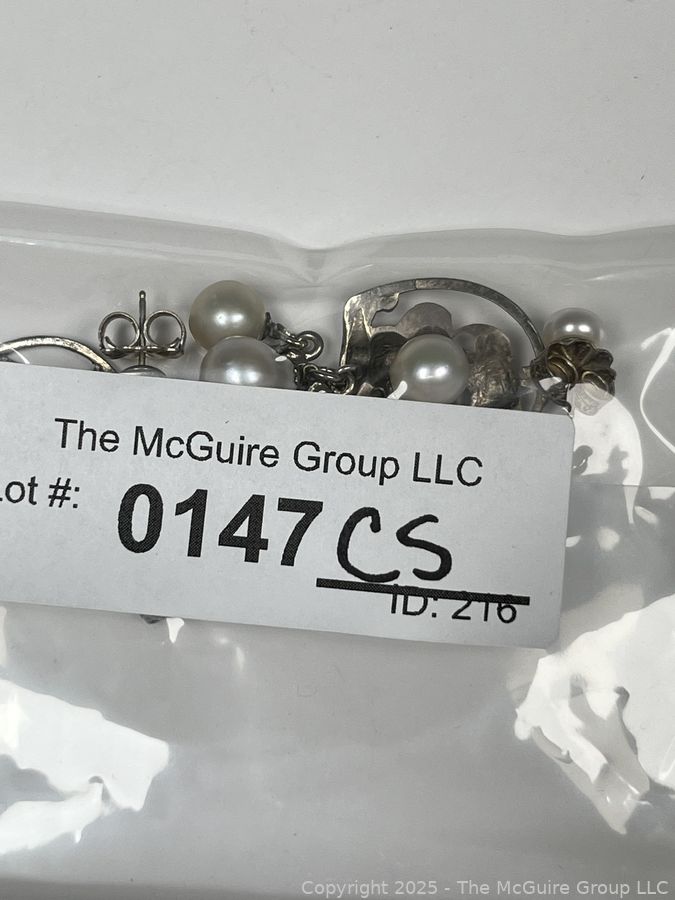 The McGuire Group LLC
Lot #: 0147 CS
ID: 216
Copyright 2025 - The McGuire Group LLC